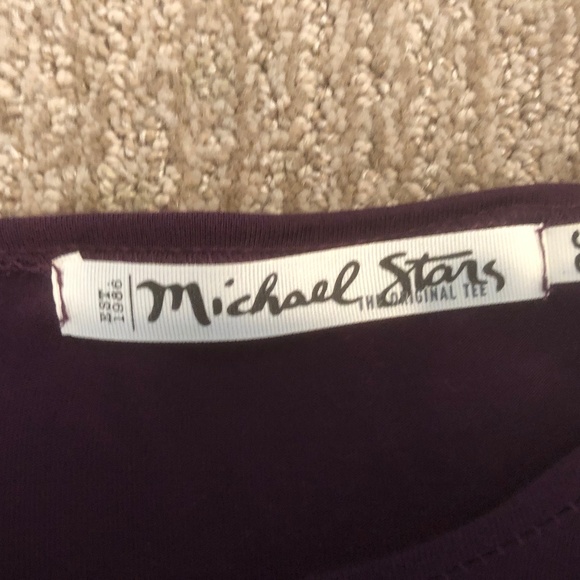 EST.
1986
Michael Stars
THE ORIGINAL TEE